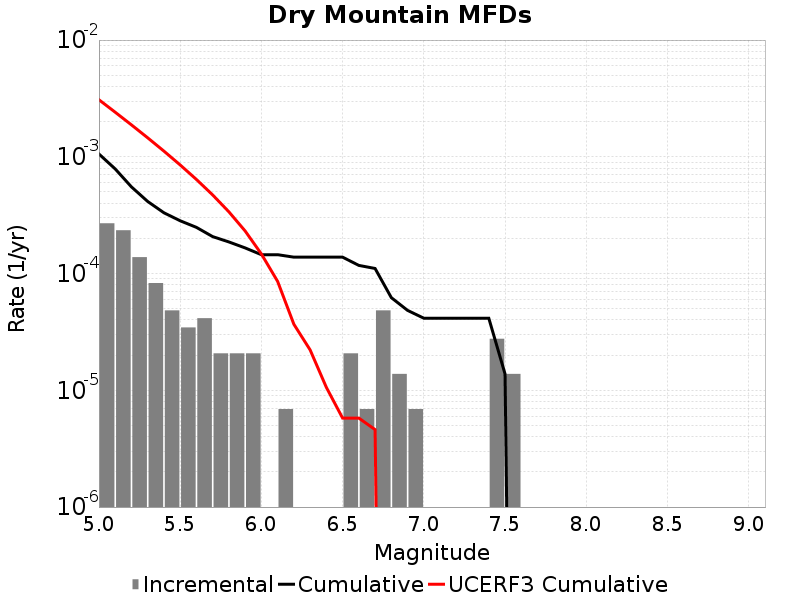 Dry Mountain MFDs
10-2
10-3
10-4
10-5
10-6
Rate (1/yr)
5.0 5.5 6.0 6.5 7.0 7.5 8.0 8.5 9.0
Magnitude
Incremental Cumulative UCERF3 Cumulative